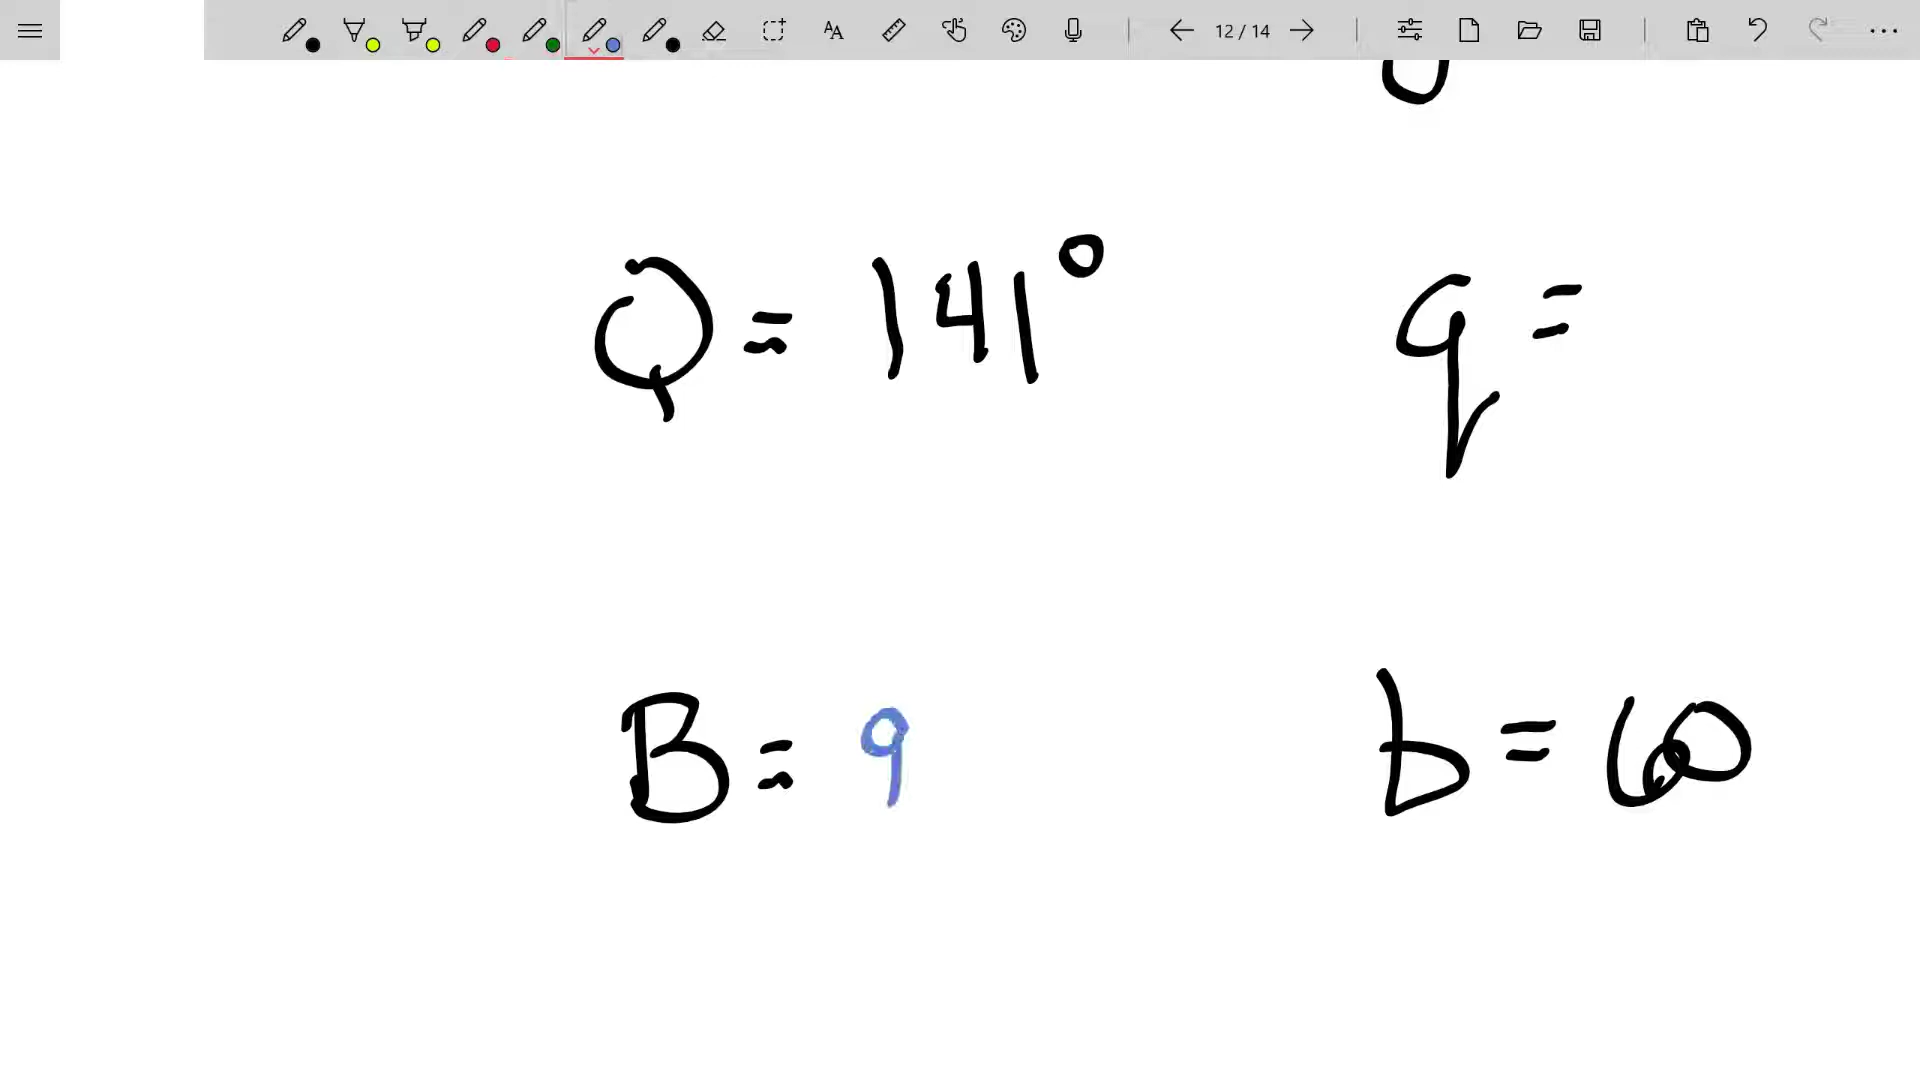 12 / 14
Q = 141° q =
B = 9 b = 60